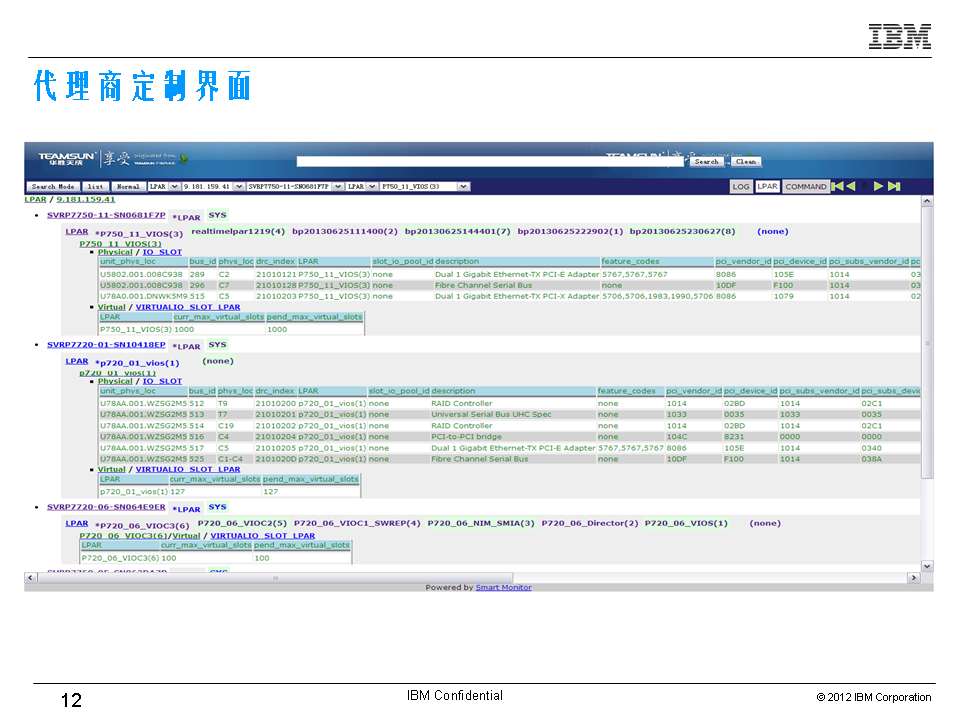 IBM
代理商定制界面
TEAMSUN 华胜天成 享受 originated from TEAMSUN IT SERVICE
Search Clean
Search Mode list Normal LPAR 9.181.159.41 SVRP7750-11-SN0681F7P LPAR P750_11_VIOS(3) LOG LPAR COMMAND 0
LPAR / 9.181.159.41
SVRP7750-11-SN0681F7P *LPAR SYS
LPAR *P750_11_VIOS(3) realtimelpar1219(4) bp20130625111400(2) bp20130625144401(7) bp20130625222902(1) bp20130625230627(8) (none)
P750_11_VIOS(3)
Physical / IO_SLOT
unit_phys_loc bus_id phys_loc drc_index LPAR slot_io_pool_id description feature_codes pci_vendor_id pci_device_id pci_subs_vendor_id pc
U5802.001.008C938 289 C2 21010121 P750_11_VIOS(3) none Dual 1 Gigabit Ethernet-TX PCI-E Adapter 5767,5767,5767 8086 105E 1014 03
U5802.001.008C938 296 C7 21010128 P750_11_VIOS(3) none Fibre Channel Serial Bus none 10DF F100 1014 03
U78A0.001.DNWK5M9 515 C5 21010203 P750_11_VIOS(3) none Dual 1 Gigabit Ethernet-TX PCI-X Adapter 5706,5706,1983,1990,5706 8086 1079 1014 02
Virtual / VIRTUALIO_SLOT_LPAR
LPAR curr_max_virtual_slots pend_max_virtual_slots
P750_11_VIOS(3) 1000 1000
SVRP7720-01-SN10418EP *LPAR SYS
LPAR *p720_01_vios(1) (none)
p720_01_vios(1)
Physical / IO_SLOT
unit_phys_loc bus_id phys_loc drc_index LPAR slot_io_pool_id description feature_codes pci_vendor_id pci_device_id pci_subs_vendor_id pci_subs_devic
U78AA.001.WZSG2M5 512 T9 21010200 p720_01_vios(1) none RAID Controller none 1014 02BD 1014 02C1
U78AA.001.WZSG2M5 513 T7 21010201 p720_01_vios(1) none Universal Serial Bus UHC Spec none 1033 0035 1033 0035
U78AA.001.WZSG2M5 514 C19 21010202 p720_01_vios(1) none RAID Controller none 1014 02BD 1014 02C1
U78AA.001.WZSG2M5 516 C4 21010204 p720_01_vios(1) none PCI-to-PCI bridge none 104C 8231 0000 0000
U78AA.001.WZSG2M5 517 C5 21010205 p720_01_vios(1) none Dual 1 Gigabit Ethernet-TX PCI-E Adapter 5767,5767,5767 8086 105E 1014 0340
U78AA.001.WZSG2M5 525 C1-C4 2101020D p720_01_vios(1) none Fibre Channel Serial Bus none 10DF F100 1014 038A
Virtual / VIRTUALIO_SLOT_LPAR
LPAR curr_max_virtual_slots pend_max_virtual_slots
p720_01_vios(1) 127 127
SVRP7720-06-SN064E9ER *LPAR SYS
LPAR *P720_06_VIOC3(6) P720_06_VIOC2(5) P720_06_VIOC1_SWREP(4) P720_06_NIM_SMIA(3) P720_06_Director(2) P720_06_VIOS(1) (none)
P720_06_VIOC3(6)/Virtual / VIRTUALIO_SLOT_LPAR
LPAR curr_max_virtual_slots pend_max_virtual_slots
P720_06_VIOC3(6) 100 100
Powered by Smart Monitor
12 IBM Confidential © 2012 IBM Corporation